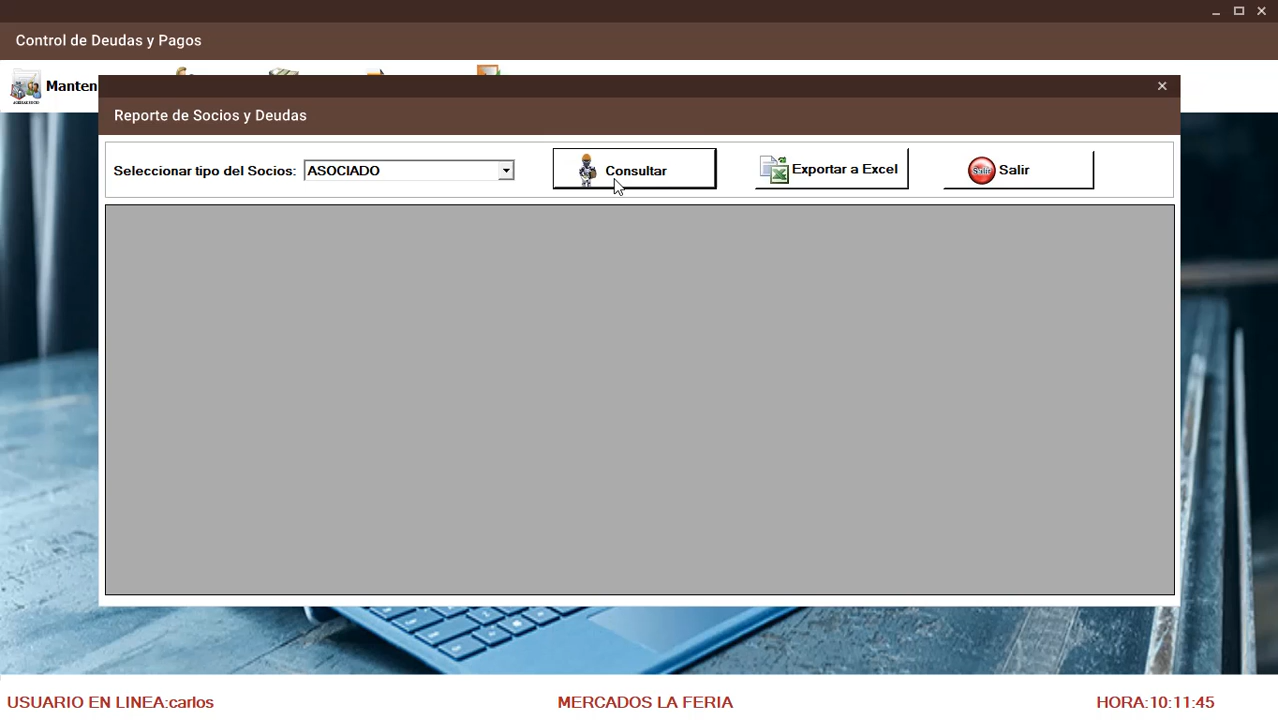 Control de Deudas y Pagos
Manten
Reporte de Socios y Deudas
Seleccionar tipo del Socios: ASOCIADO
Consultar
Exportar a Excel
Salir
Salir
USUARIO EN LINEA:carlos
MERCADOS LA FERIA
HORA:10:11:45